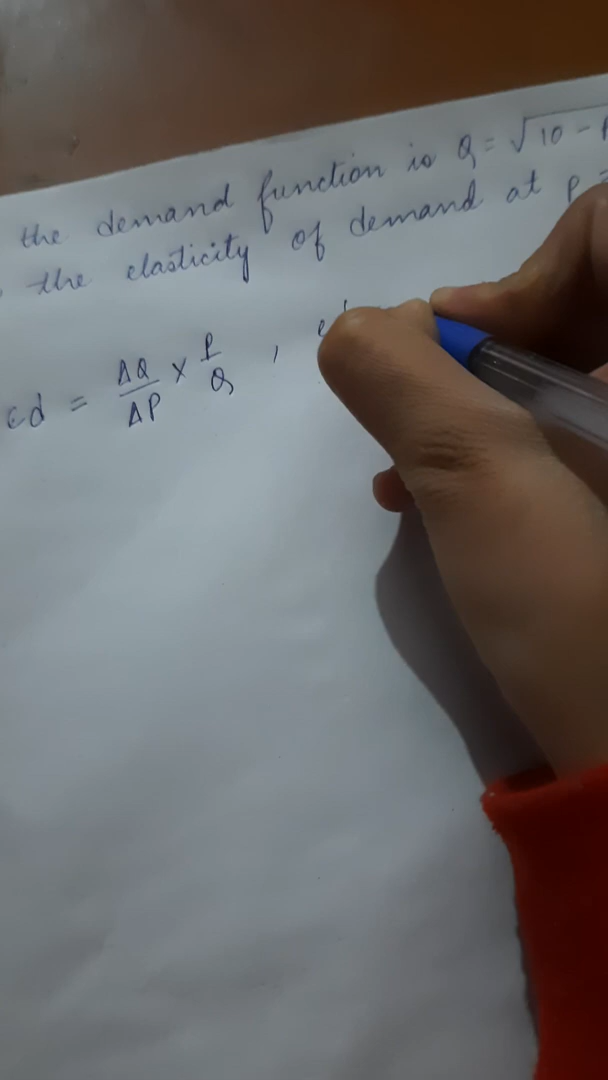 the demand function is Q = √10 - P
the elasticity of demand at P =
ed = ΔQ/ΔP × P/Q ,